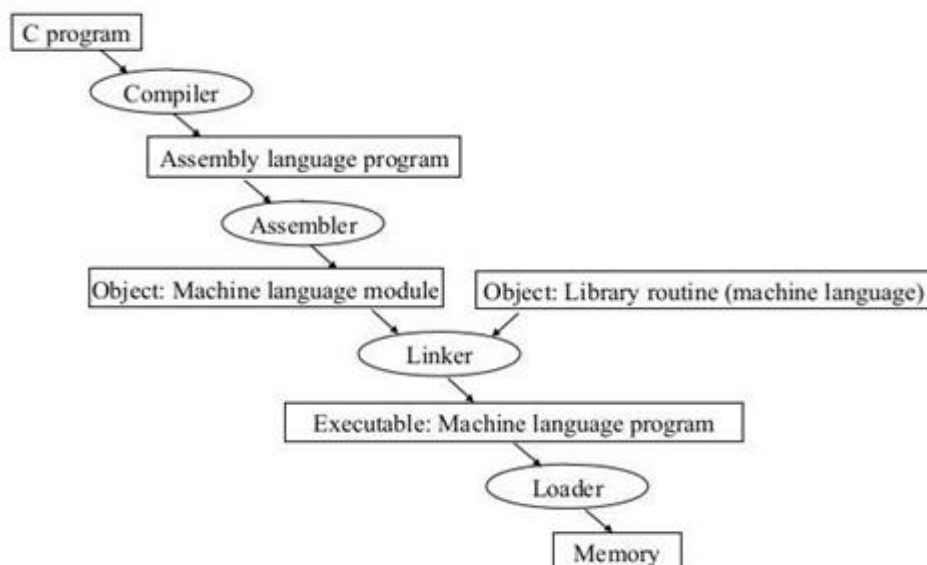 C program
Compiler
Assembly language program
Assembler
Object: Machine language module
Object: Library routine (machine language)
Linker
Executable: Machine language program
Loader
Memory